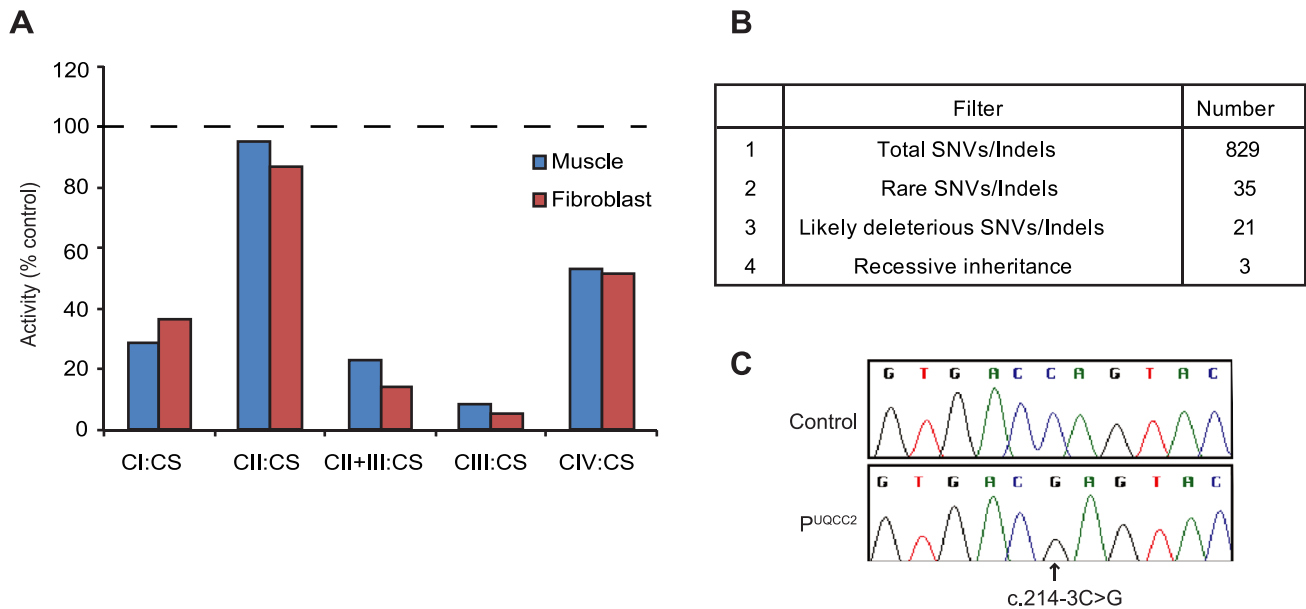 A
Activity (% control)
120
100
80
60
40
20
0
Muscle
Fibroblast
CI:CS CII:CS CII+III:CS CIII:CS CIV:CS
B
Filter Number
1 Total SNVs/Indels 829
2 Rare SNVs/Indels 35
3 Likely deleterious SNVs/Indels 21
4 Recessive inheritance 3
C
Control
G T G A C C A G T A C
PUQCC2
G T G A C G A G T A C
c.214-3C>G